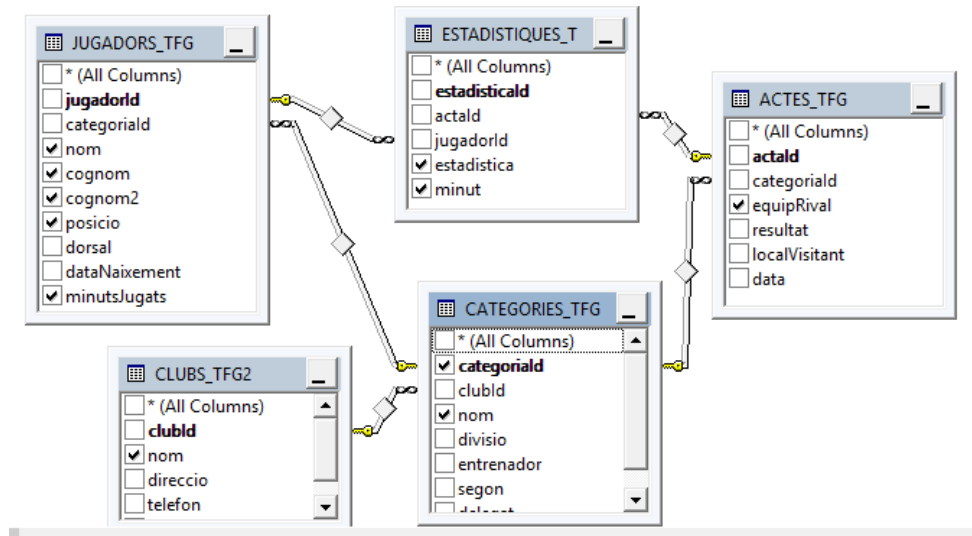 JUGADORS_TFG
* (All Columns)
jugadorId
categoriaId
nom
cognom
cognom2
posicio
dorsal
dataNaixement
minutsJugats
ESTADISTIQUES_T
* (All Columns)
estadisticaId
actaId
jugadorId
estadistica
minut
ACTES_TFG
* (All Columns)
actaId
categoriaId
equipRival
resultat
localVisitant
data
CLUBS_TFG2
* (All Columns)
clubId
nom
direccio
telefon
CATEGORIES_TFG
* (All Columns)
categoriaId
clubId
nom
divisio
entrenador
segon